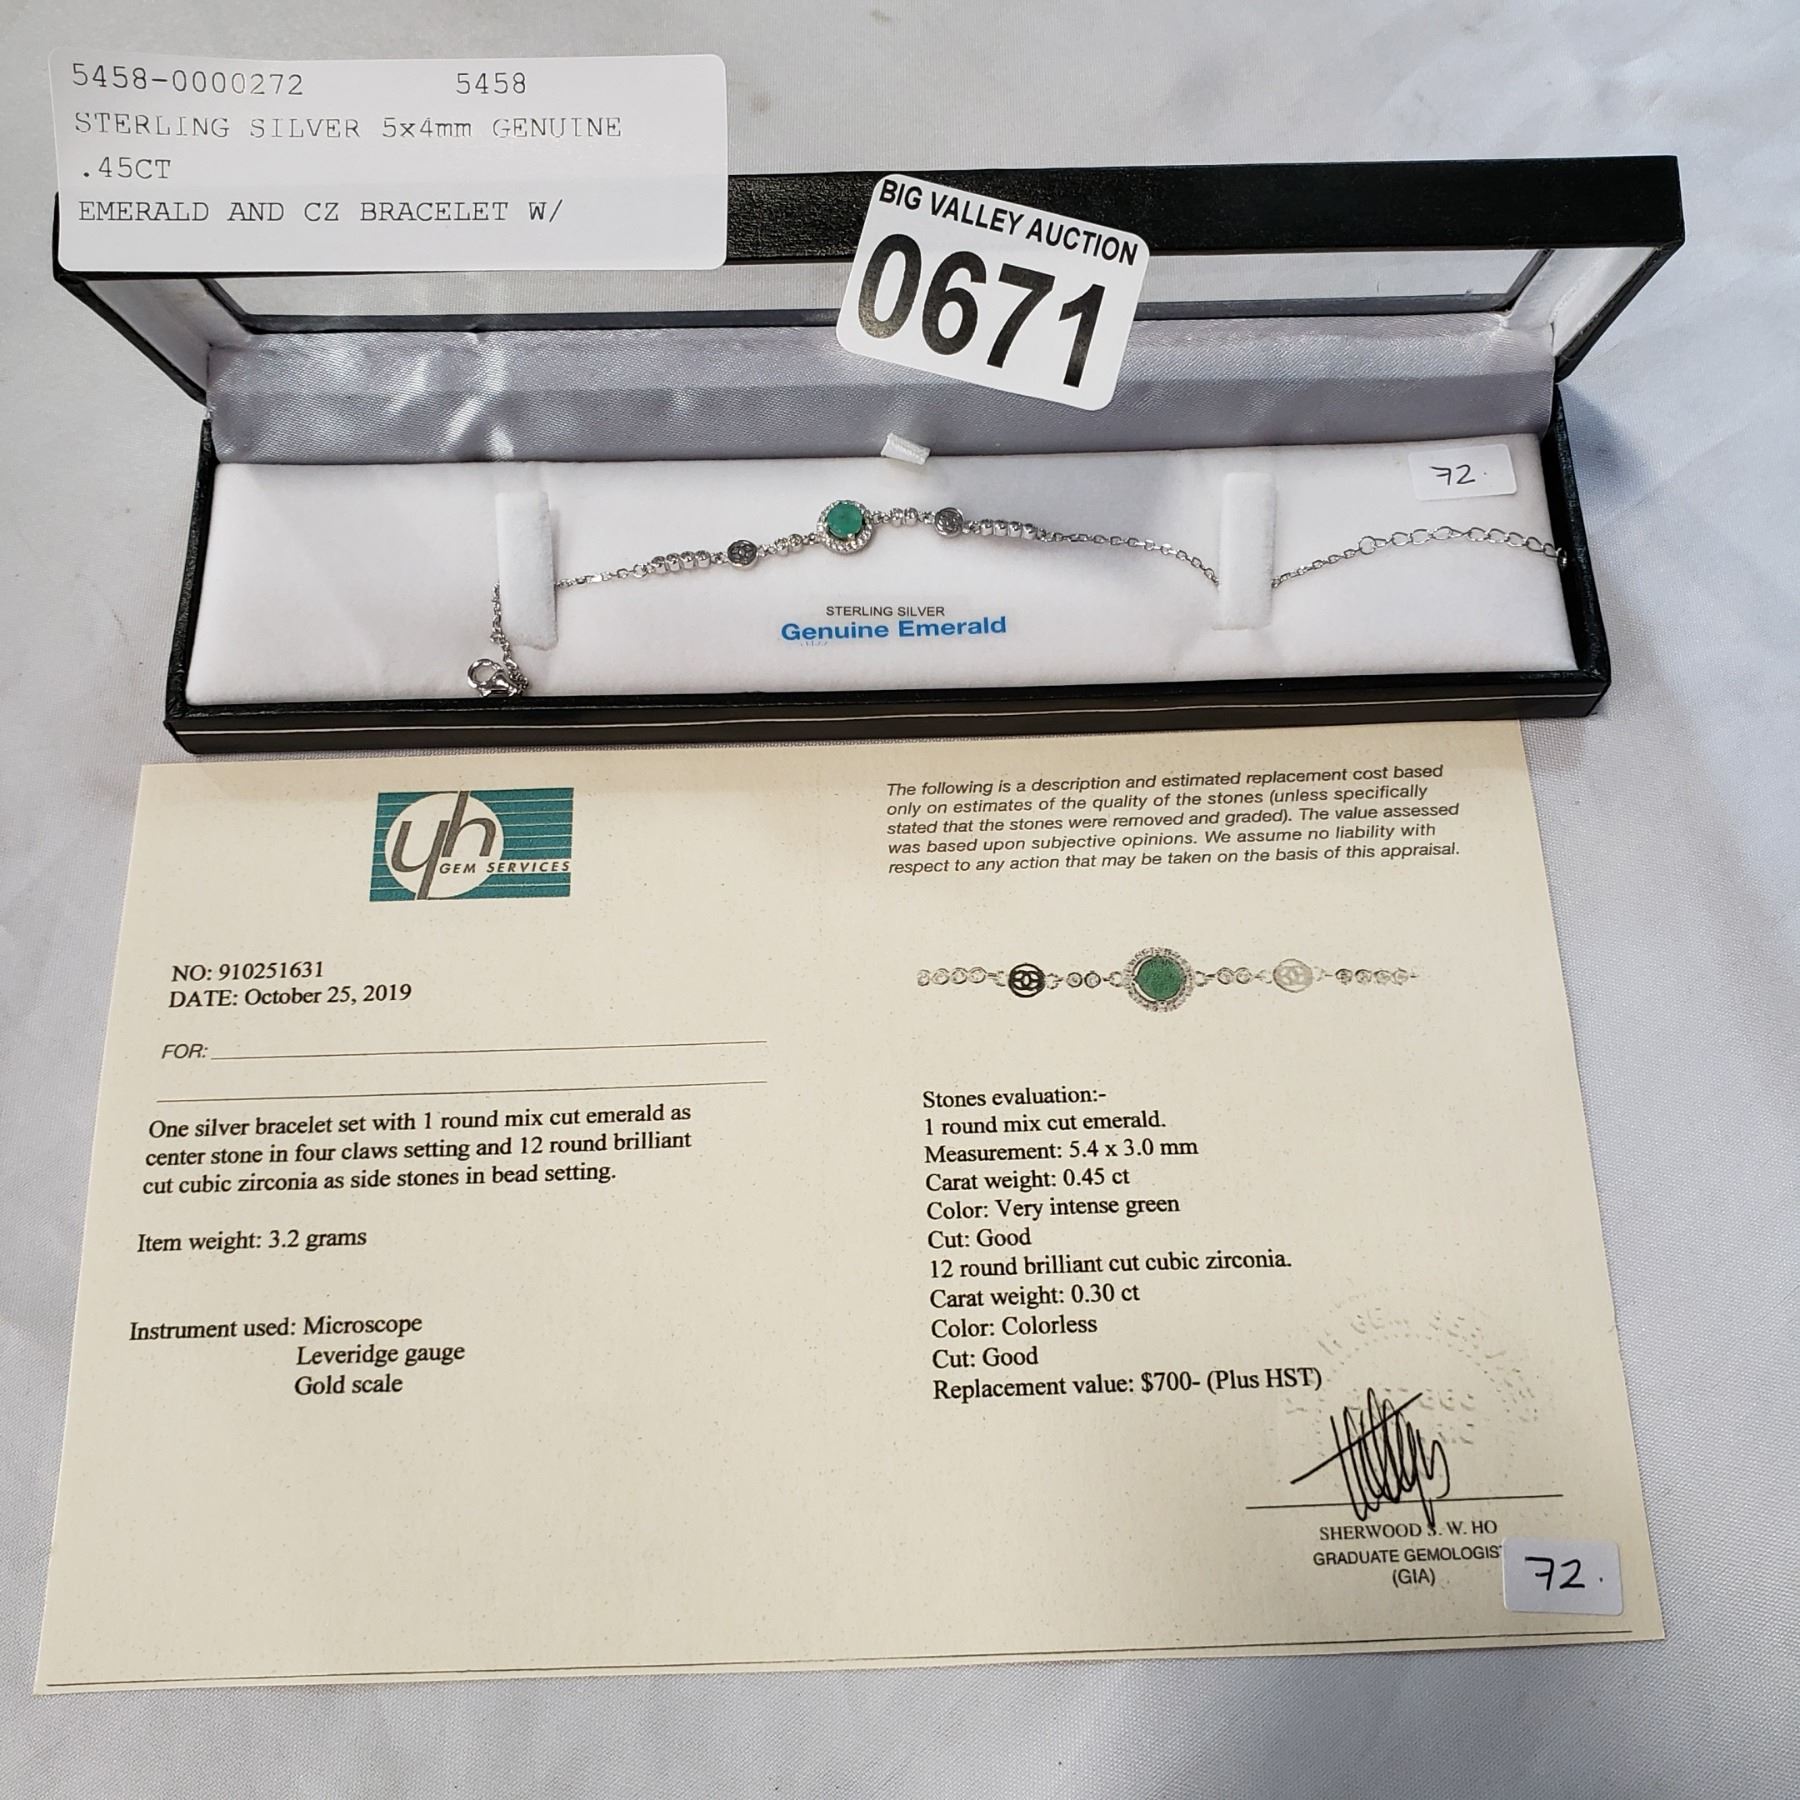 5458-0000272 5458
STERLING SILVER 5x4mm GENUINE
.45CT
EMERALD AND CZ BRACELET W/
BIG VALLEY AUCTION
0671
72.
STERLING SILVER
Genuine Emerald
yh
GEM SERVICES
NO: 910251631
DATE: October 25, 2019
FOR:
One silver bracelet set with 1 round mix cut emerald as
center stone in four claws setting and 12 round brilliant
cut cubic zirconia as side stones in bead setting.
Item weight: 3.2 grams
Instrument used: Microscope
Leveridge gauge
Gold scale
The following is a description and estimated replacement cost based
only on estimates of the quality of the stones (unless specifically
stated that the stones were removed and graded). The value assessed
was based upon subjective opinions. We assume no liability with
respect to any action that may be taken on the basis of this appraisal.
Stones evaluation:-
1 round mix cut emerald.
Measurement: 5.4 x 3.0 mm
Carat weight: 0.45 ct
Color: Very intense green
Cut: Good
12 round brilliant cut cubic zirconia.
Carat weight: 0.30 ct
Color: Colorless
Cut: Good
Replacement value: $700- (Plus HST)
SHERWOOD S. W. HO
GRADUATE GEMOLOGIS
(GIA)
72.